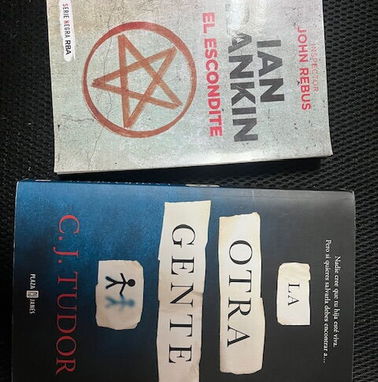 INSPECTOR
JOHN REBUS
IAN
RANKIN
EL ESCONDITE
SERIE NEGRA RBA
Nadie cree que tu hija esté viva.
Pero si quieres salvarla debes encontrar a...
LA
OTRA
GENTE
C. J. TUDOR
PLAZA JANÉS